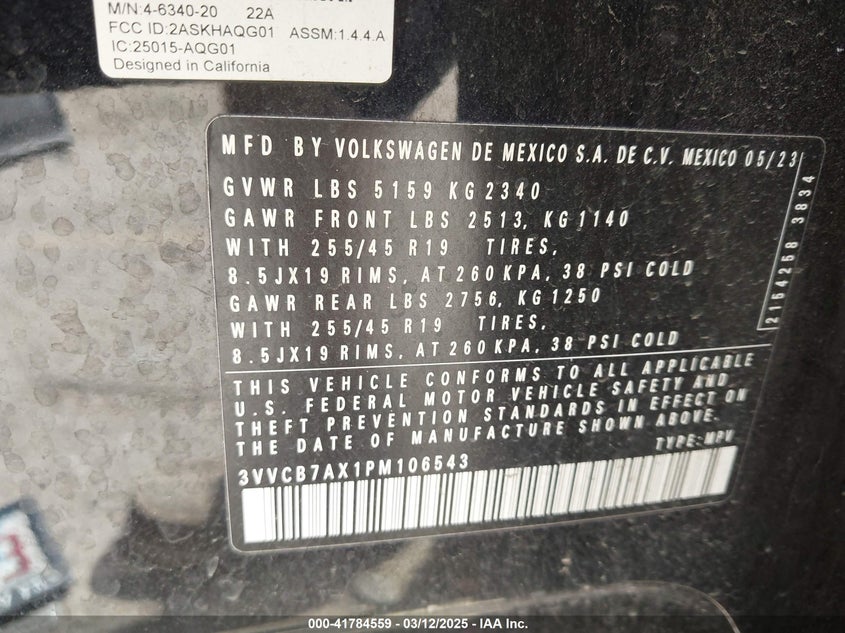 M/N:4-6340-20 22A
FCC ID:2ASKHAQG01 ASSM:1.4.4.A
IC:25015-AQG01
Designed in California
MFD BY VOLKSWAGEN DE MEXICO S.A. DE C.V. MEXICO 05/23
GVWR LBS 5159 KG 2340
GAWR FRONT LBS 2513, KG 1140
WITH 255/45 R19 TIRES,
8.5JX19 RIMS, AT 260 KPA, 38 PSI COLD
GAWR REAR LBS 2756, KG 1250
WITH 255/45 R19 TIRES,
8.5JX19 RIMS, AT 260 KPA, 38 PSI COLD
2154258 3834
THIS VEHICLE CONFORMS TO ALL APPLICABLE
U.S. FEDERAL MOTOR VEHICLE SAFETY AND
THEFT PREVENTION STANDARDS IN EFFECT ON
THE DATE OF MANUFACTURE SHOWN ABOVE.
TYPE: MPV
3VVCB7AX1PM106543
000-41784559 - 03/12/2025 - IAA Inc.